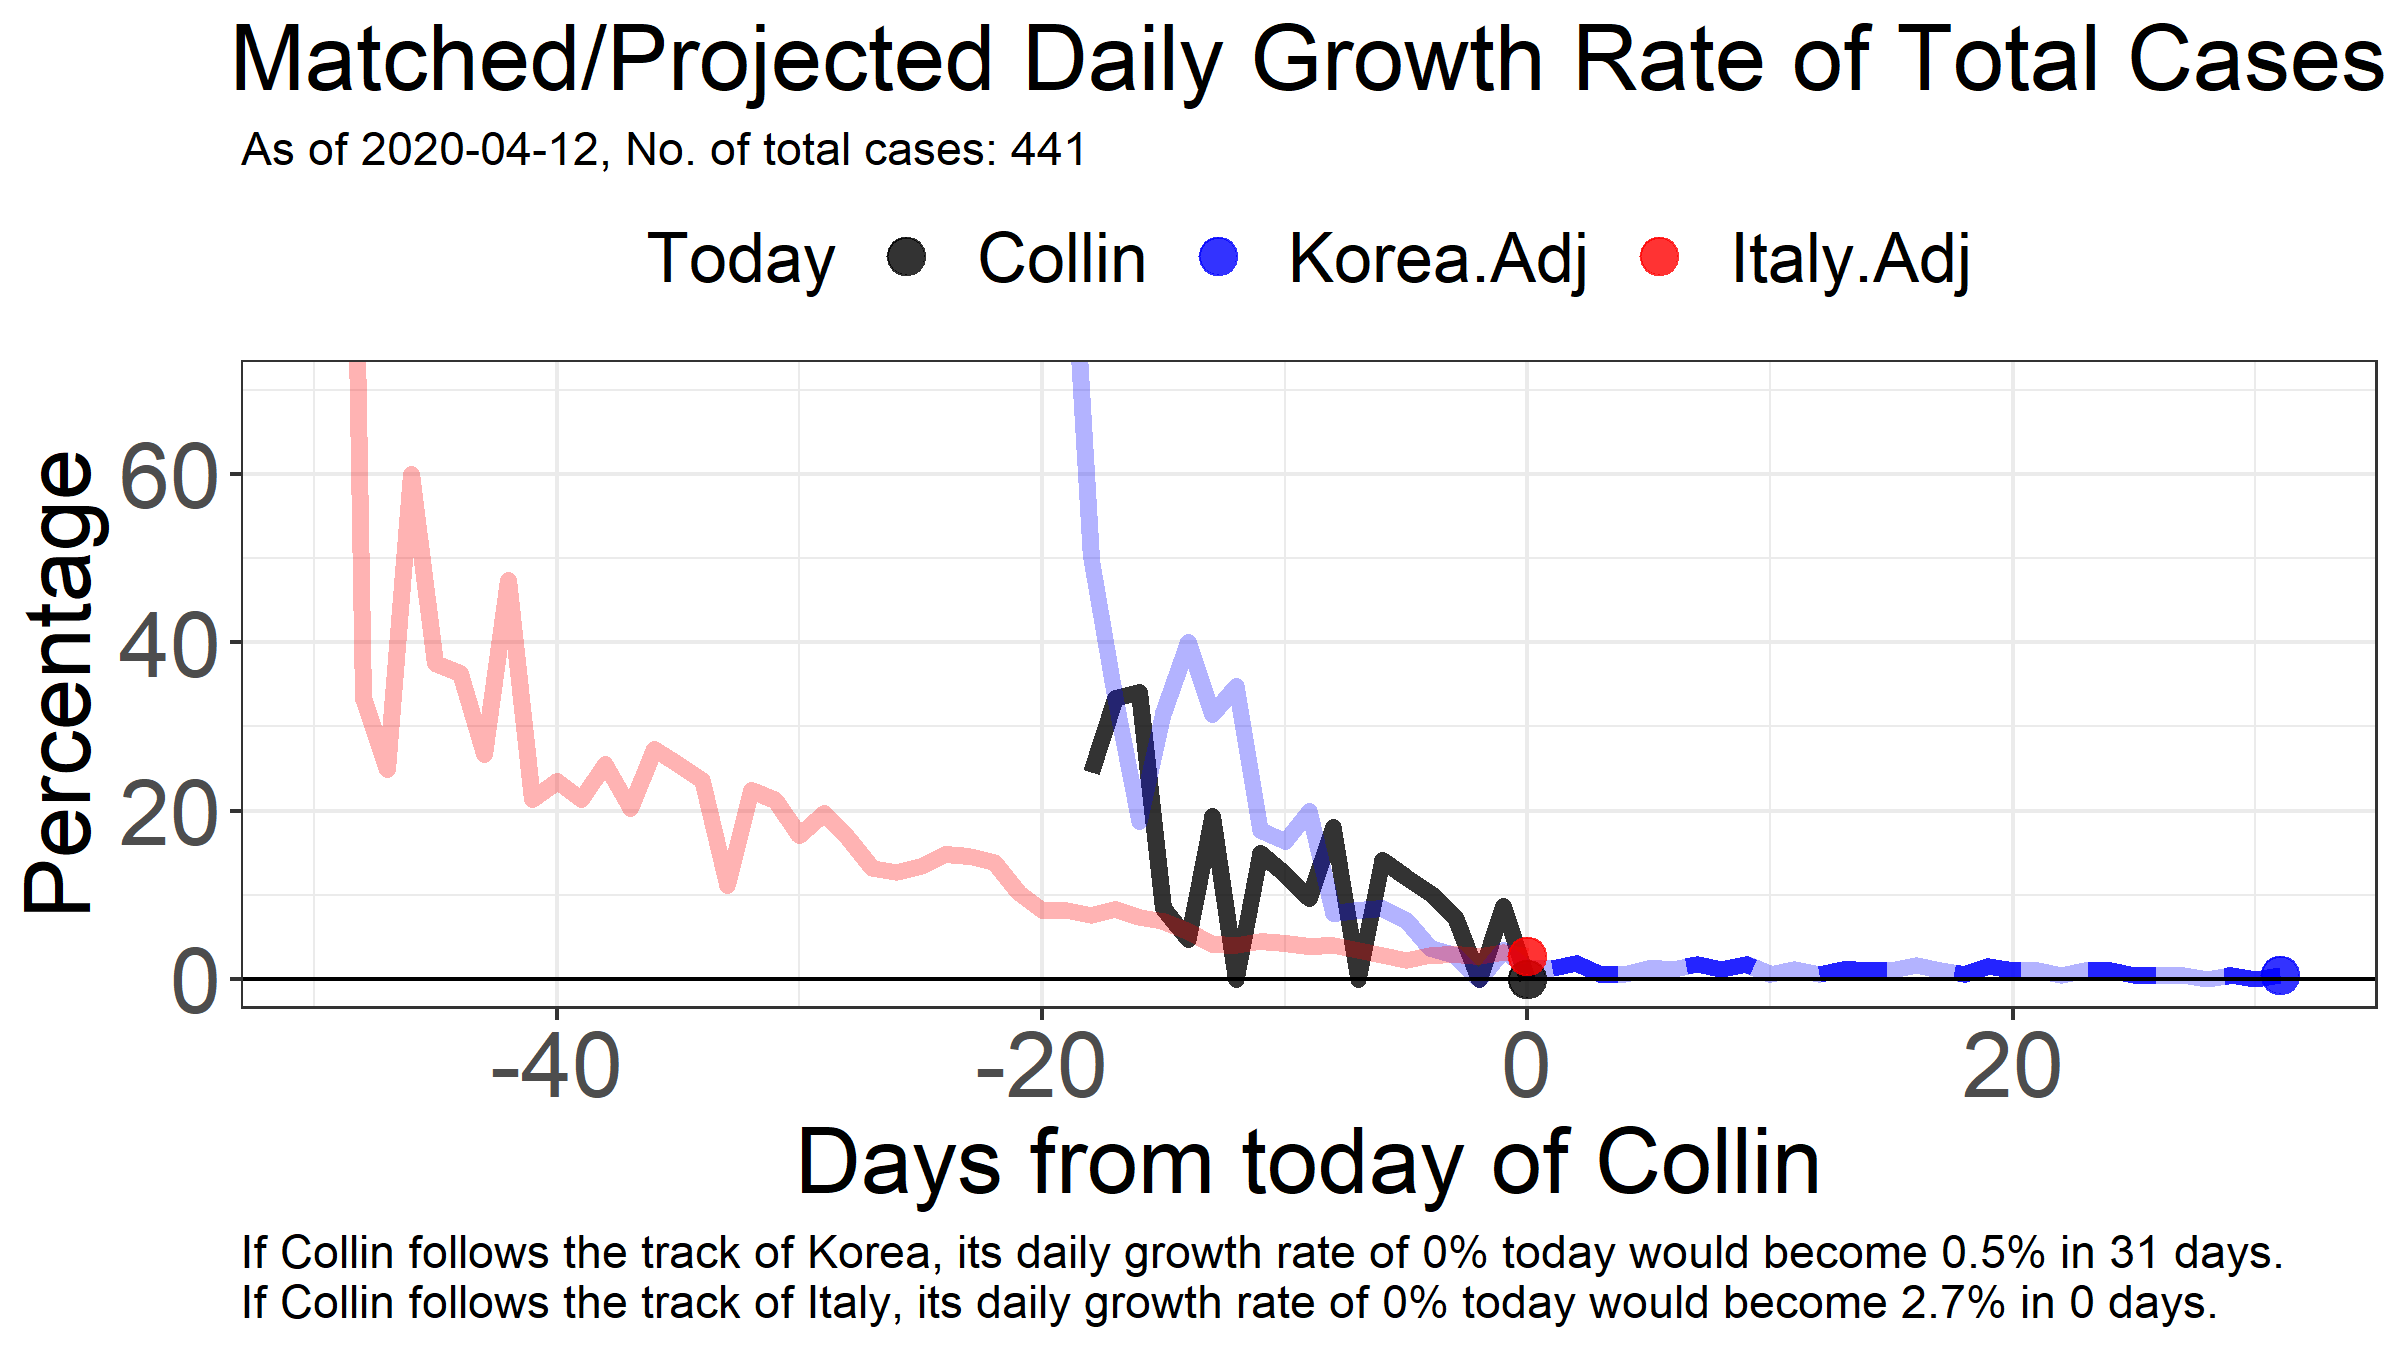 Matched/Projected Daily Growth Rate of Total Cases
As of 2020-04-12, No. of total cases: 441
Today Collin Korea.Adj Italy.Adj
Percentage
60
40
20
0
-40 -20 0 20
Days from today of Collin
If Collin follows the track of Korea, its daily growth rate of 0% today would become 0.5% in 31 days.
If Collin follows the track of Italy, its daily growth rate of 0% today would become 2.7% in 0 days.